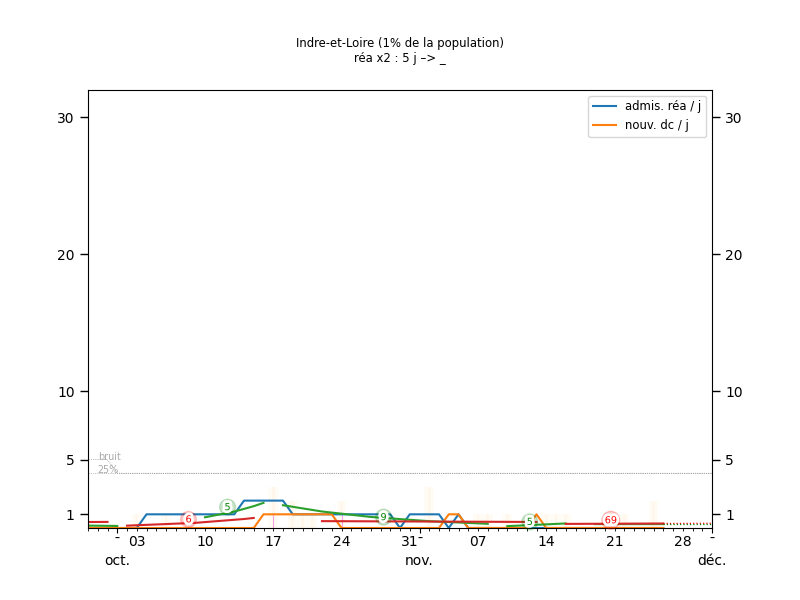 Indre-et-Loire (1% de la population)
réa x2 : 5 j –> _
admis. réa / j
nouv. dc / j
30 30
20 20
10 10
5 5
1 1
bruit
25%
6 5 9 5 69
- 03 10 17 24 31 - 07 14 21 28 -
oct. nov. déc.